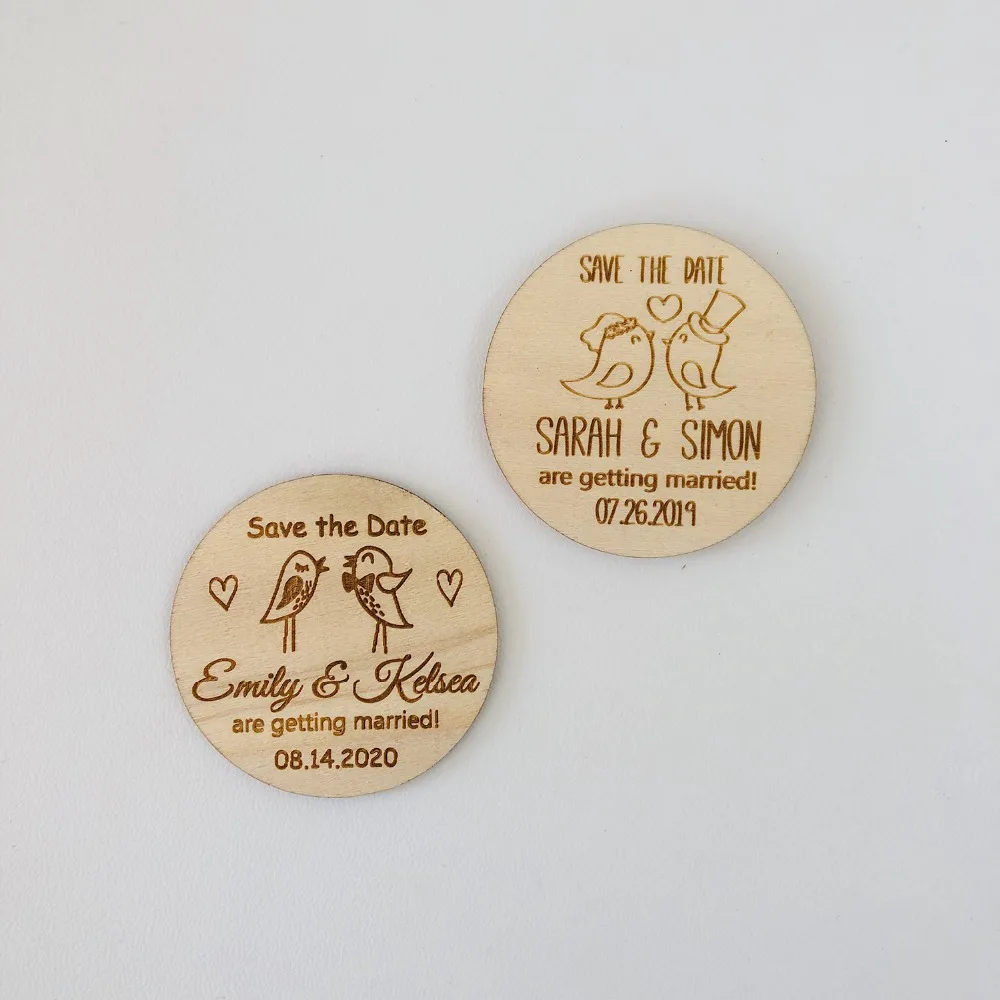 SAVE THE DATE
SARAH & SIMON
are getting married!
07.26.2019
Save the Date
Emily & Kelsea
are getting married!
08.14.2020